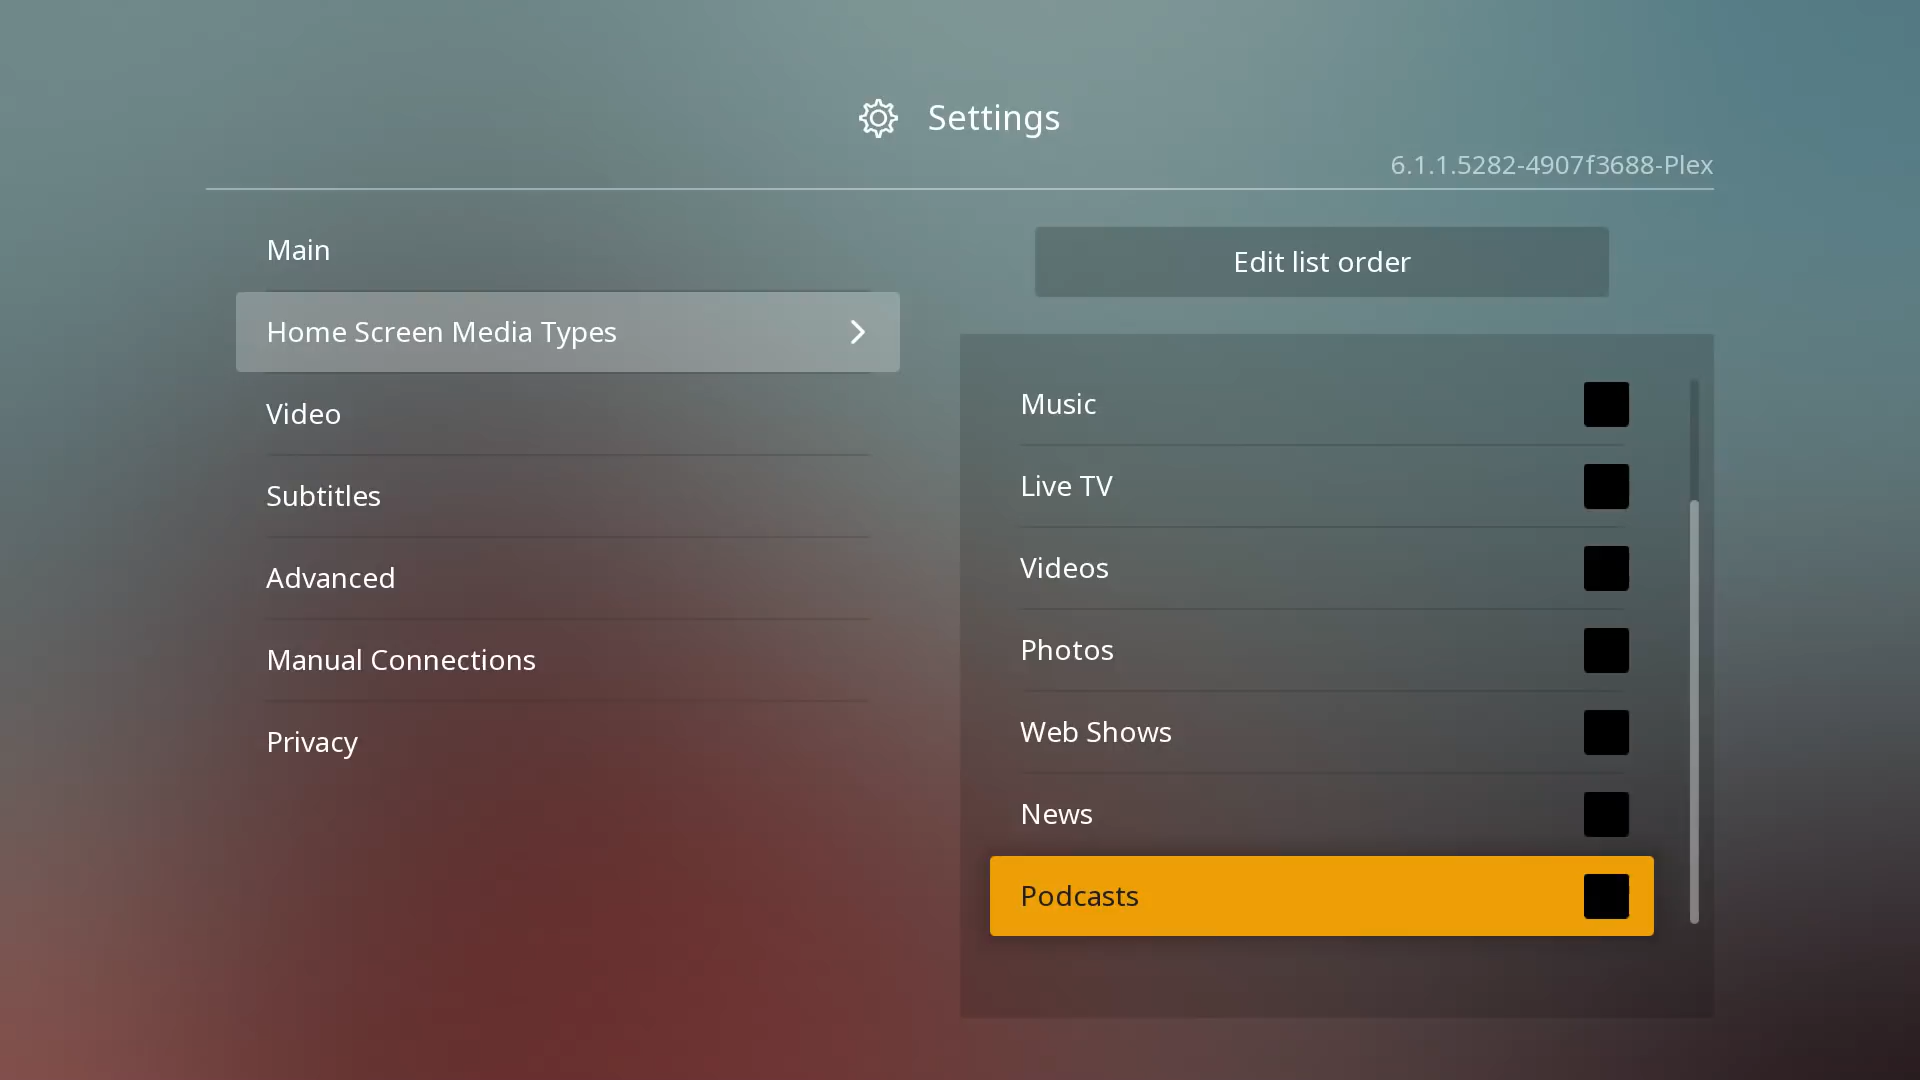 Settings
6.1.1.5282-4907f3688-Plex
Main
Home Screen Media Types
Video
Subtitles
Advanced
Manual Connections
Privacy
Edit list order
Music
Live TV
Videos
Photos
Web Shows
News
Podcasts